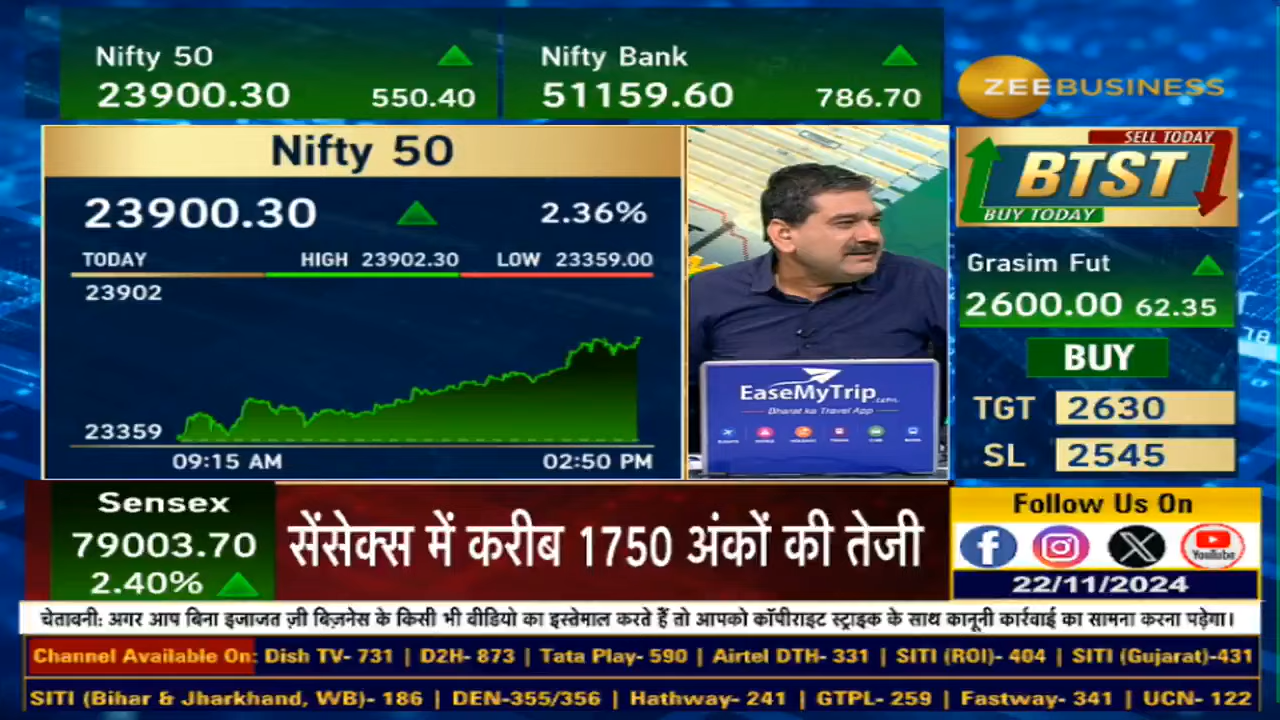 Nifty 50
23900.30 550.40
Nifty Bank
51159.60 786.70
ZEEBUSINESS
Nifty 50
23900.30 2.36%
TODAY HIGH 23902.30 LOW 23359.00
23902
23359
09:15 AM 02:50 PM
EaseMyTrip.com
Bharat ka Travel App
SELL TODAY
BTST
BUY TODAY
Grasim Fut
2600.00 62.35
BUY
TGT 2630
SL 2545
Sensex
79003.70
2.40%
सेंसेक्स में करीब 1750 अंकों की तेजी
Follow Us On
YouTube
22/11/2024
चेतावनी: अगर आप बिना इजाजत ज़ी बिज़नेस के किसी भी वीडियो का इस्तेमाल करते हैं तो आपको कॉपीराइट स्ट्राइक के साथ कानूनी कार्रवाई का सामना करना पड़ेगा।
Channel Available On: Dish TV- 731 | D2H- 873 | Tata Play- 590 | Airtel DTH- 331 | SITI (ROI)- 404 | SITI (Gujarat)-431
SITI (Bihar & Jharkhand, WB)- 186 | DEN-355/356 | Hathway- 241 | GTPL- 259 | Fastway- 341 | UCN- 122